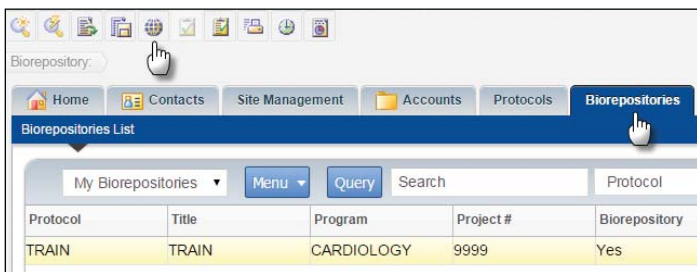 Biorepository:
Home Contacts Site Management Accounts Protocols Biorepositories
Biorepositories List
My Biorepositories Menu Query Search Protocol
Protocol Title Program Project # Biorepository
TRAIN TRAIN CARDIOLOGY 9999 Yes